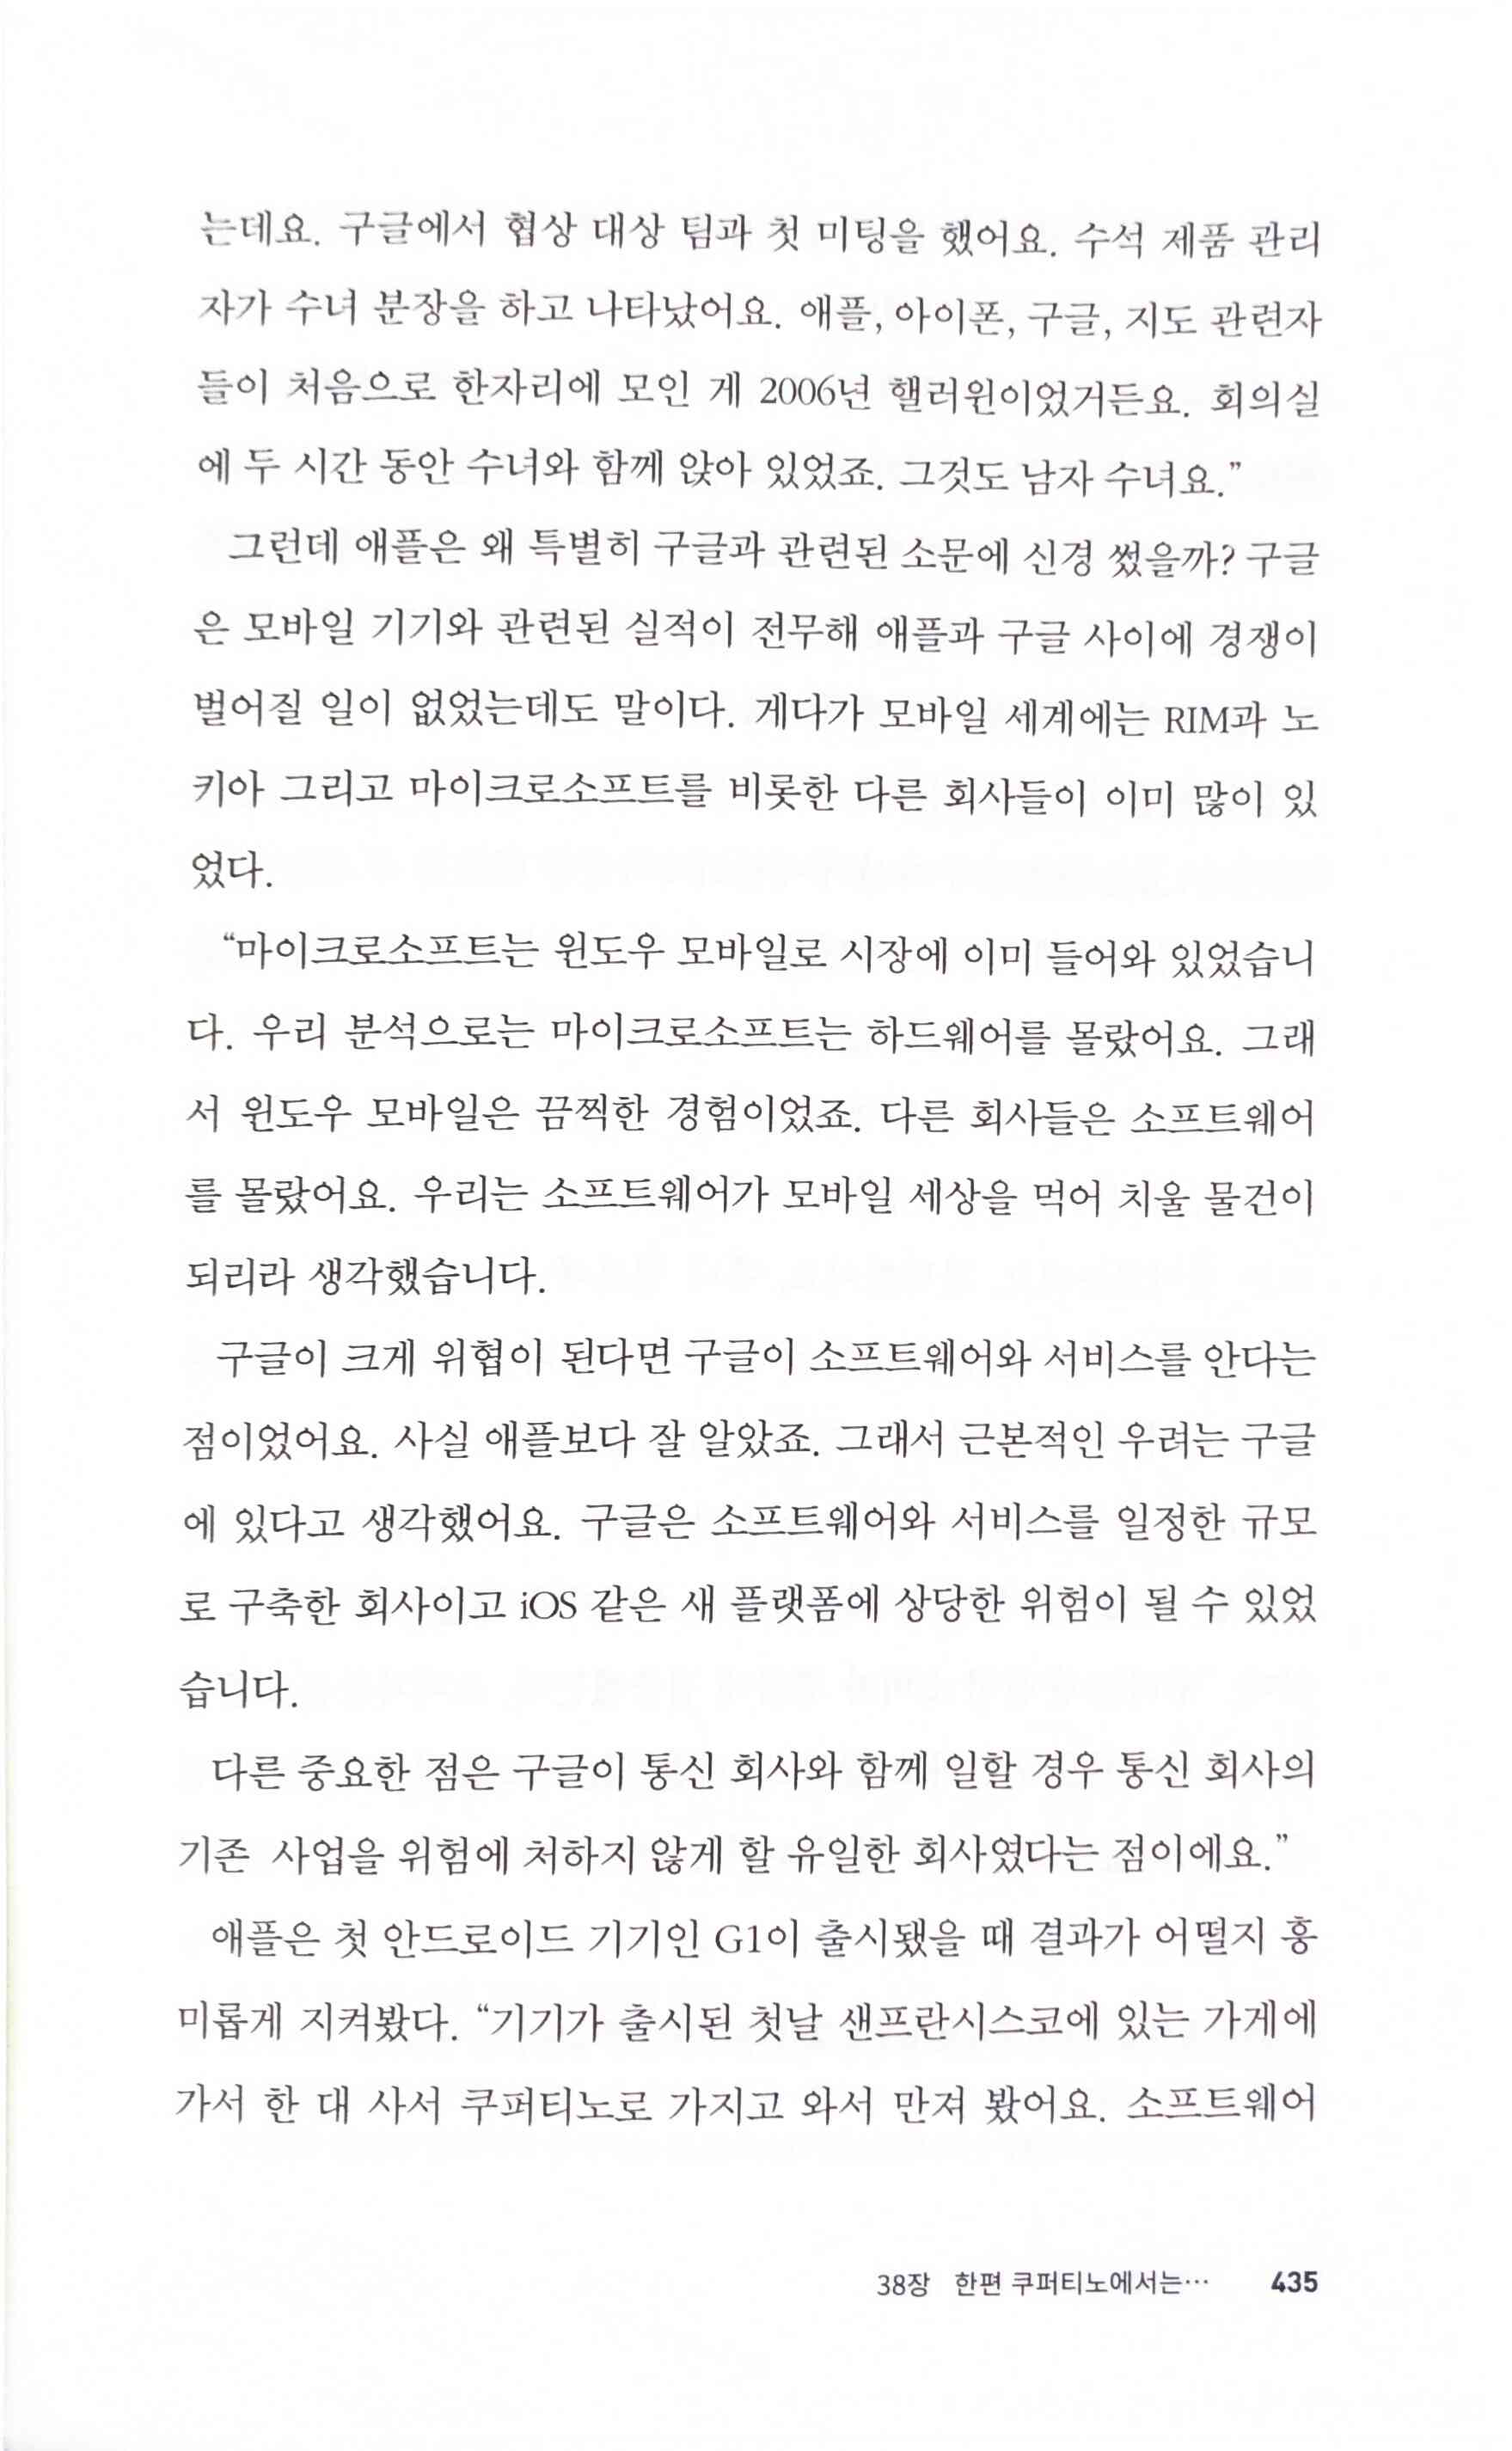 는데요. 구글에서 협상 대상 팀과 첫 미팅을 했어요. 수석 제품 관리
자가 수녀 분장을 하고 나타났어요. 애플, 아이폰, 구글, 지도 관련자
들이 처음으로 한자리에 모인 게 2006년 핼러윈이었거든요. 회의실
에 두 시간 동안 수녀와 함께 앉아 있었죠. 그것도 남자 수녀요.”
그런데 애플은 왜 특별히 구글과 관련된 소문에 신경 썼을까? 구글
은 모바일 기기와 관련된 실적이 전무해 애플과 구글 사이에 경쟁이
벌어질 일이 없었는데도 말이다. 게다가 모바일 세계에는 RIM과 노
키아 그리고 마이크로소프트를 비롯한 다른 회사들이 이미 많이 있
었다.
“마이크로소프트는 윈도우 모바일로 시장에 이미 들어와 있었습니
다. 우리 분석으로는 마이크로소프트는 하드웨어를 몰랐어요. 그래
서 윈도우 모바일은 끔찍한 경험이었죠. 다른 회사들은 소프트웨어
를 몰랐어요. 우리는 소프트웨어가 모바일 세상을 먹어 치울 물건이
되리라 생각했습니다.
구글이 크게 위협이 된다면 구글이 소프트웨어와 서비스를 안다는
점이었어요. 사실 애플보다 잘 알았죠. 그래서 근본적인 우려는 구글
에 있다고 생각했어요. 구글은 소프트웨어와 서비스를 일정한 규모
로 구축한 회사이고 iOS 같은 새 플랫폼에 상당한 위험이 될 수 있었
습니다.
다른 중요한 점은 구글이 통신 회사와 함께 일할 경우 통신 회사의
기존 사업을 위험에 처하지 않게 할 유일한 회사였다는 점이에요.”
애플은 첫 안드로이드 기기인 G1이 출시됐을 때 결과가 어떨지 흥
미롭게 지켜봤다. “기기가 출시된 첫날 샌프란시스코에 있는 가게에
가서 한 대 사서 쿠퍼티노로 가지고 와서 만져 봤어요. 소프트웨어
38장 한편 쿠퍼티노에서는… 435